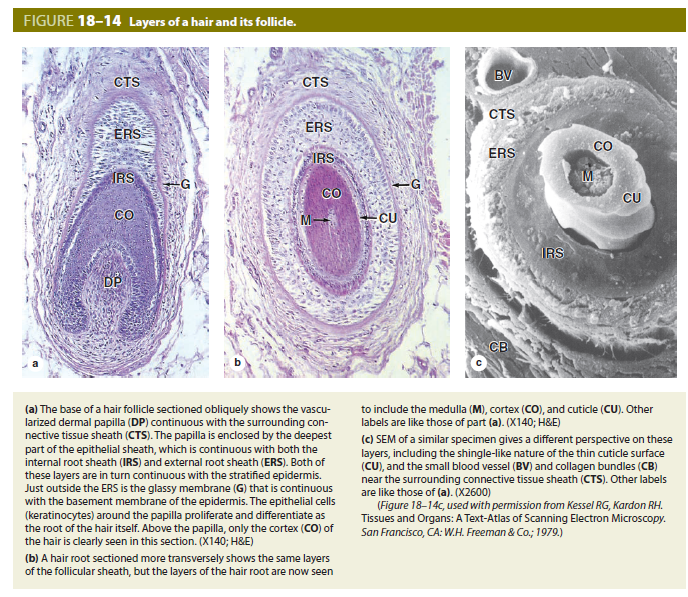 FIGURE 18–14 Layers of a hair and its follicle.
CTS
ERS
IRS
G
CO
DP
a
CTS
ERS
IRS
G
CO
M
CU
b
BV
CTS
ERS
CO
M
CU
IRS
CB
c
(a) The base of a hair follicle sectioned obliquely shows the vascu-
larized dermal papilla (DP) continuous with the surrounding con-
nective tissue sheath (CTS). The papilla is enclosed by the deepest
part of the epithelial sheath, which is continuous with both the
internal root sheath (IRS) and external root sheath (ERS). Both of
these layers are in turn continuous with the stratified epidermis.
Just outside the ERS is the glassy membrane (G) that is continuous
with the basement membrane of the epidermis. The epithelial cells
(keratinocytes) around the papilla proliferate and differentiate as
the root of the hair itself. Above the papilla, only the cortex (CO) of
the hair is clearly seen in this section. (X140; H&E)
(b) A hair root sectioned more transversely shows the same layers
of the follicular sheath, but the layers of the hair root are now seen
to include the medulla (M), cortex (CO), and cuticle (CU). Other
labels are like those of part (a). (X140; H&E)
(c) SEM of a similar specimen gives a different perspective on these
layers, including the shingle-like nature of the thin cuticle surface
(CU), and the small blood vessel (BV) and collagen bundles (CB)
near the surrounding connective tissue sheath (CTS). Other labels
are like those of (a). (X2600)
(Figure 18–14c, used with permission from Kessel RG, Kardon RH.
Tissues and Organs: A Text-Atlas of Scanning Electron Microscopy.
San Francisco, CA: W.H. Freeman & Co.; 1979.)